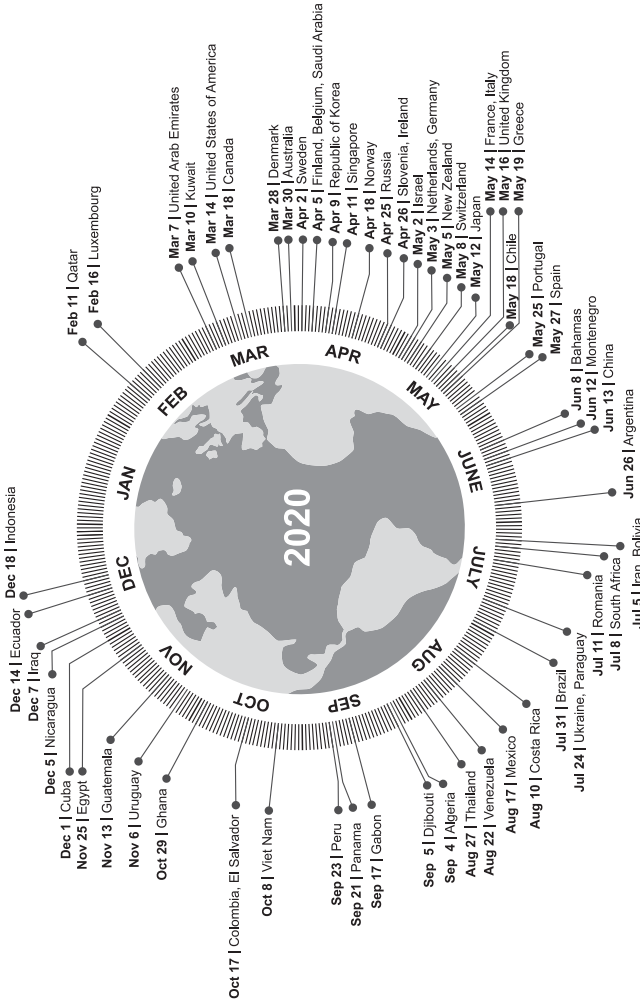 Feb 11 | Qatar
Feb 16 | Luxembourg
Mar 7 | United Arab Emirates
Mar 10 | Kuwait
Mar 14 | United States of America
Mar 18 | Canada
Mar 28 | Denmark
Mar 30 | Australia
Apr 2 | Sweden
Apr 5 | Finland, Belgium, Saudi Arabia
Apr 9 | Republic of Korea
Apr 11 | Singapore
Apr 18 | Norway
Apr 25 | Russia
Apr 26 | Slovenia, Ireland
May 2 | Israel
May 3 | Netherlands, Germany
May 5 | New Zealand
May 8 | Switzerland
May 12 | Japan
May 14 | France, Italy
May 16 | United Kingdom
May 19 | Greece
May 18 | Chile
May 25 | Portugal
May 27 | Spain
Jun 8 | Bahamas
Jun 12 | Montenegro
Jun 13 | China
Jun 26 | Argentina
Jul 5 | Iran, Bolivia
Jul 8 | South Africa
Jul 11 | Romania
Jul 24 | Ukraine, Paraguay
Jul 31 | Brazil
Aug 10 | Costa Rica
Aug 17 | Mexico
Aug 22 | Venezuela
Aug 27 | Thailand
Sep 4 | Algeria
Sep 5 | Djibouti
Sep 17 | Gabon
Sep 21 | Panama
Sep 23 | Peru
Oct 8 | Viet Nam
Oct 17 | Colombia, El Salvador
Oct 29 | Ghana
Nov 6 | Uruguay
Nov 13 | Guatemala
Nov 25 | Egypt
Dec 1 | Cuba
Dec 5 | Nicaragua
Dec 7 | Iraq
Dec 14 | Ecuador
Dec 18 | Indonesia
JAN
FEB
MAR
APR
MAY
JUNE
JULY
AUG
SEP
OCT
NOV
DEC
2020